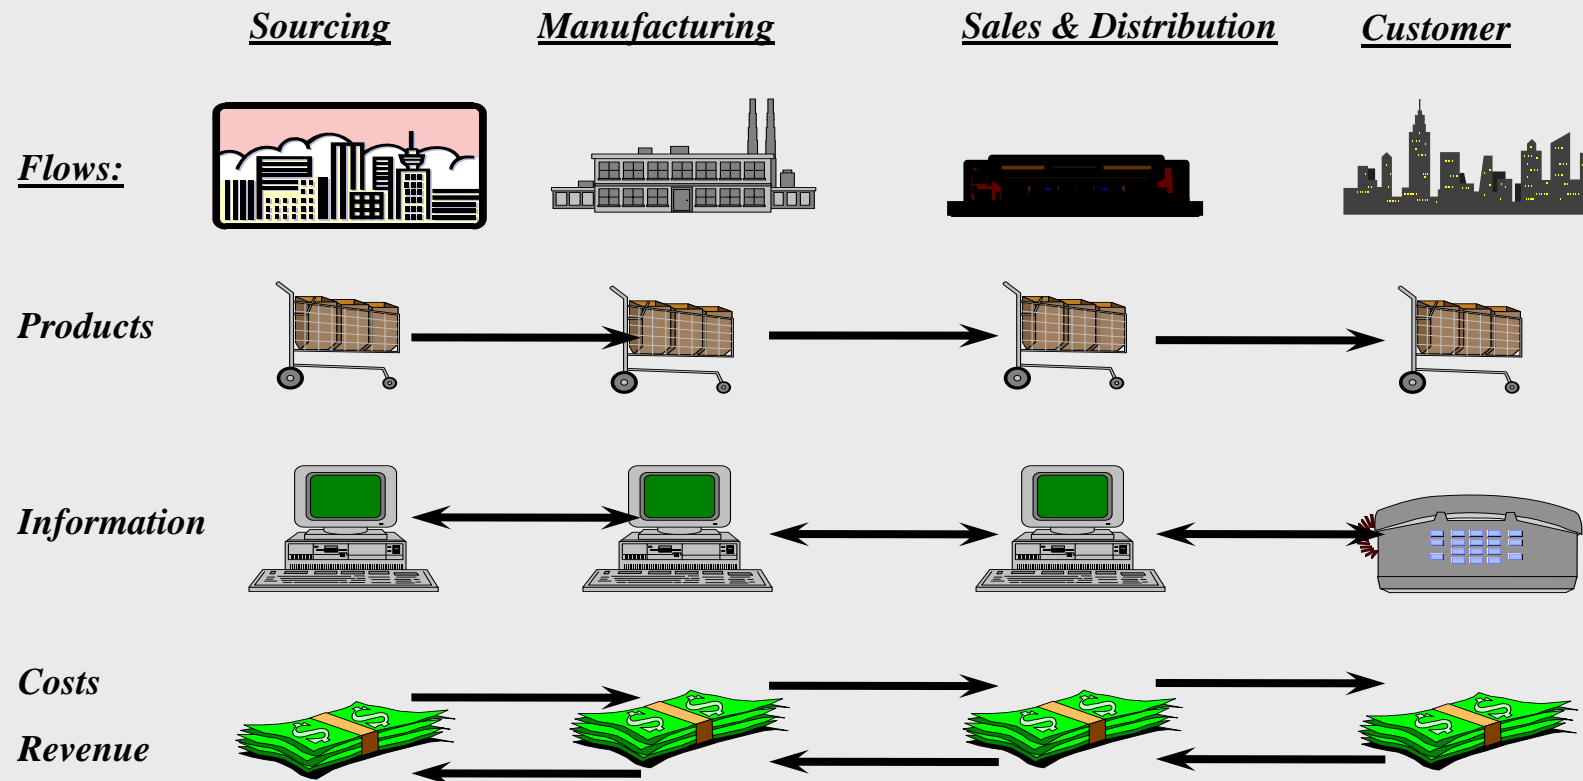 Sourcing Manufacturing Sales & Distribution Customer
Flows:
Products
Information
Costs
Revenue